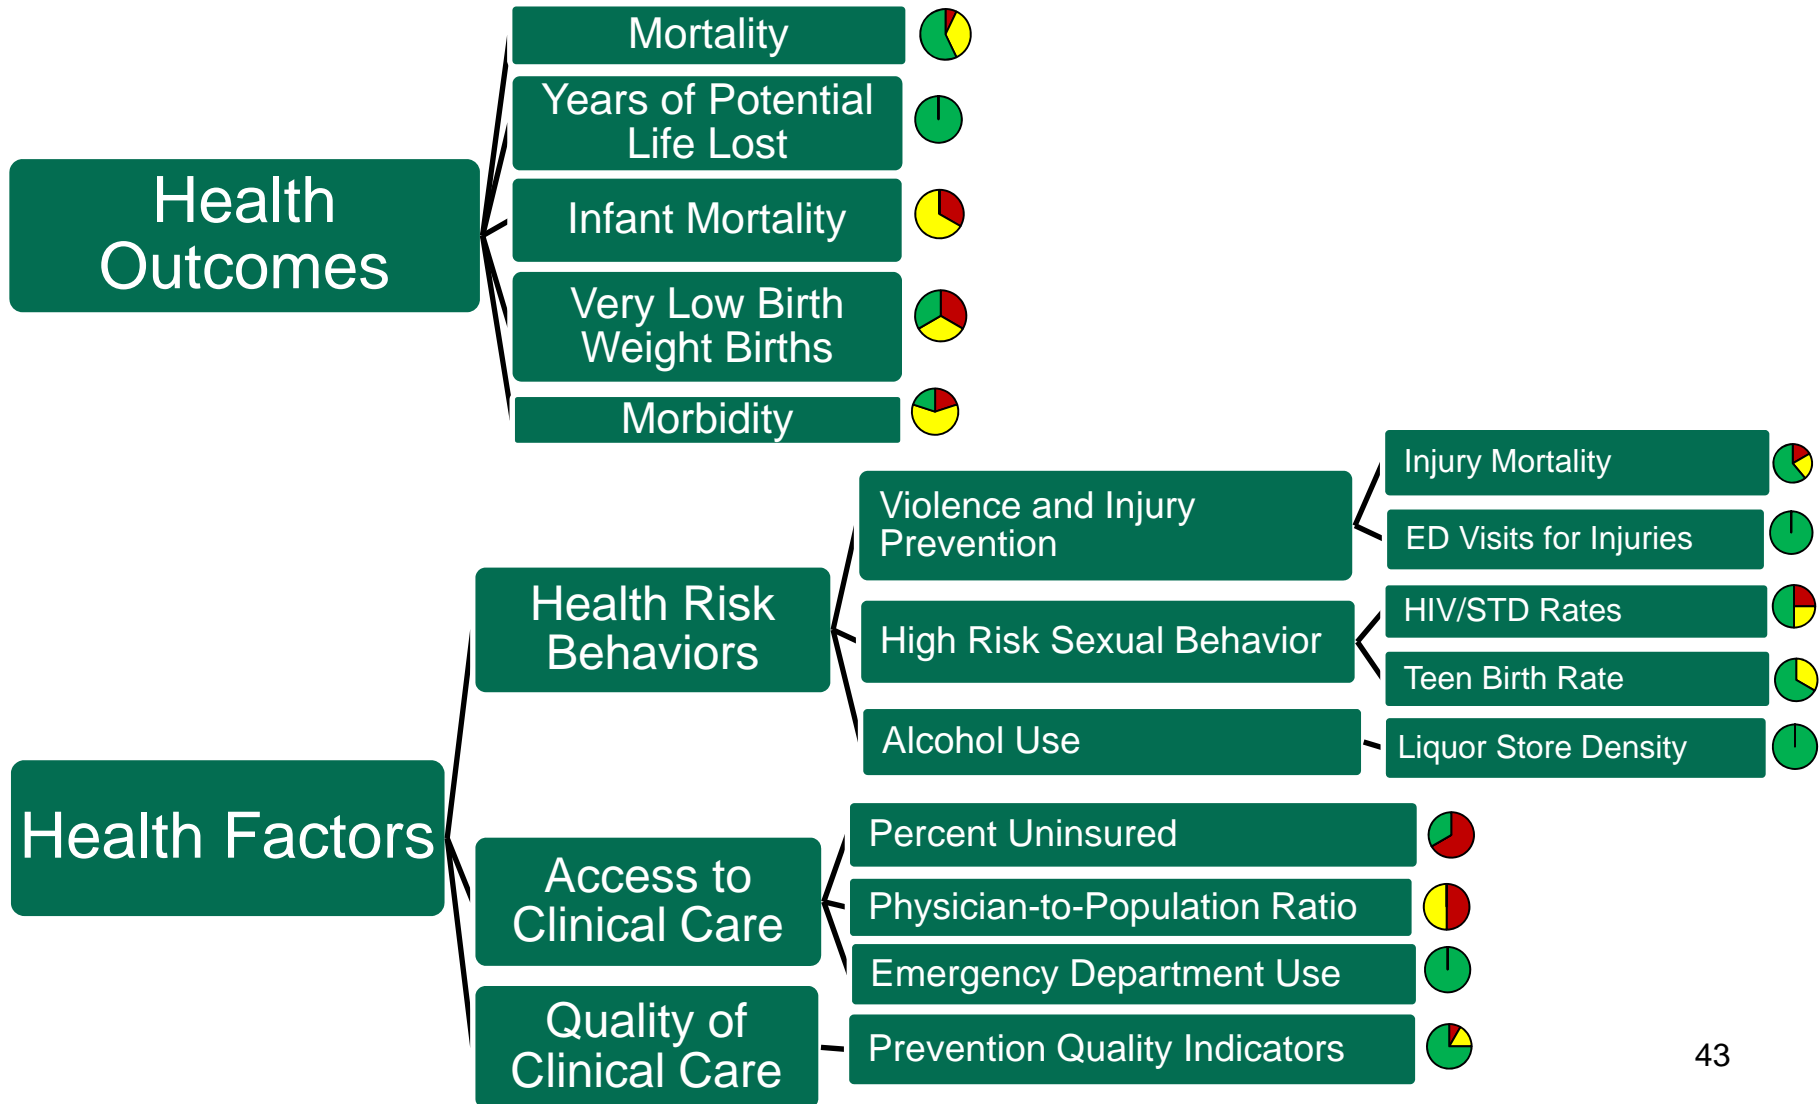 Mortality
Years of Potential
Life Lost
Health
Outcomes
Infant Mortality
Very Low Birth
Weight Births
Morbidity
Injury Mortality
Violence and Injury
Prevention
ED Visits for Injuries
Health Risk
Behaviors
HIV/STD Rates
High Risk Sexual Behavior
Teen Birth Rate
Alcohol Use
Liquor Store Density
Health Factors
Percent Uninsured
Access to
Clinical Care
Physician-to-Population Ratio
Emergency Department Use
Quality of
Clinical Care
Prevention Quality Indicators
43